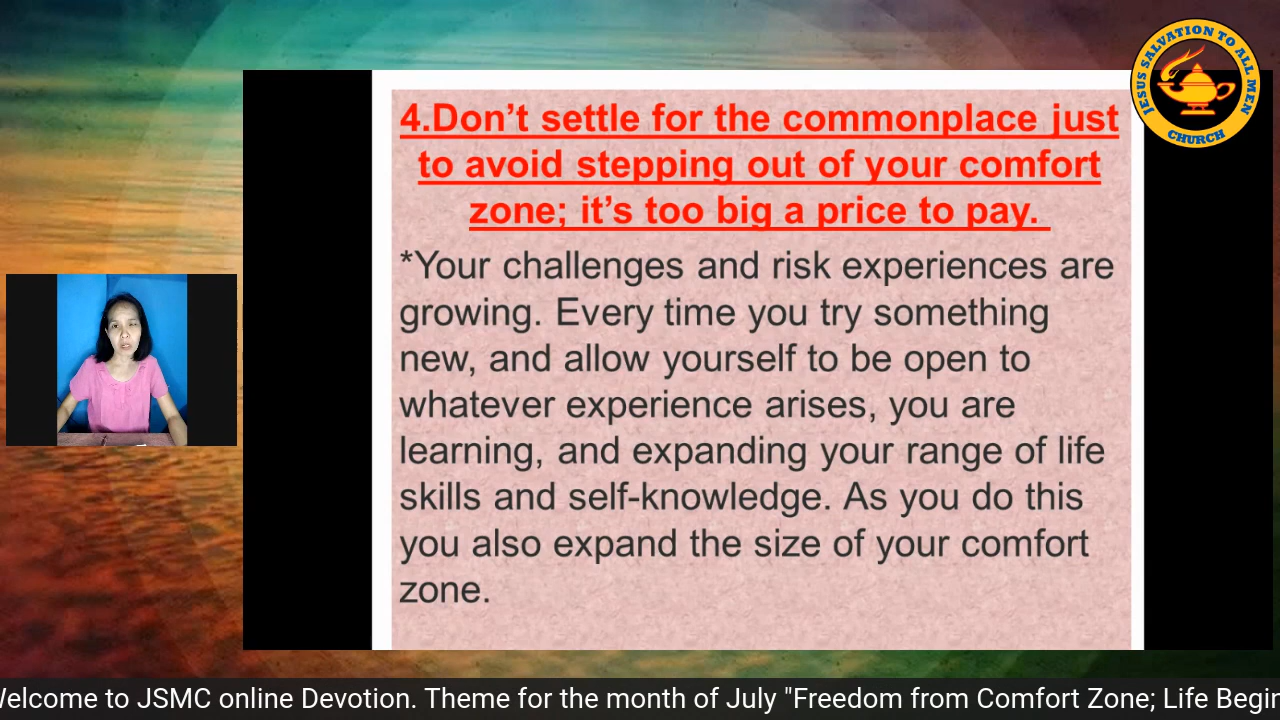 JESUS SALVATION TO ALL MEN
CHURCH
4.Don’t settle for the commonplace just
to avoid stepping out of your comfort
zone; it’s too big a price to pay.
*Your challenges and risk experiences are
growing. Every time you try something
new, and allow yourself to be open to
whatever experience arises, you are
learning, and expanding your range of life
skills and self-knowledge. As you do this
you also expand the size of your comfort
zone.
Welcome to JSMC online Devotion. Theme for the month of July "Freedom from Comfort Zone; Life Begin